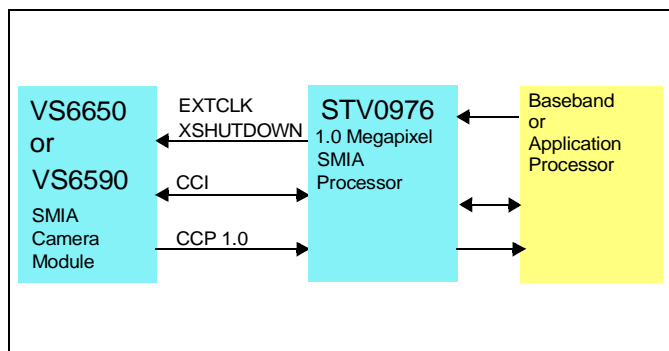 VS6650
or
VS6590
SMIA
Camera
Module
EXTCLK
XSHUTDOWN
CCI
CCP 1.0
STV0976
1.0 Megapixel
SMIA
Processor
Baseband
or
Application
Processor